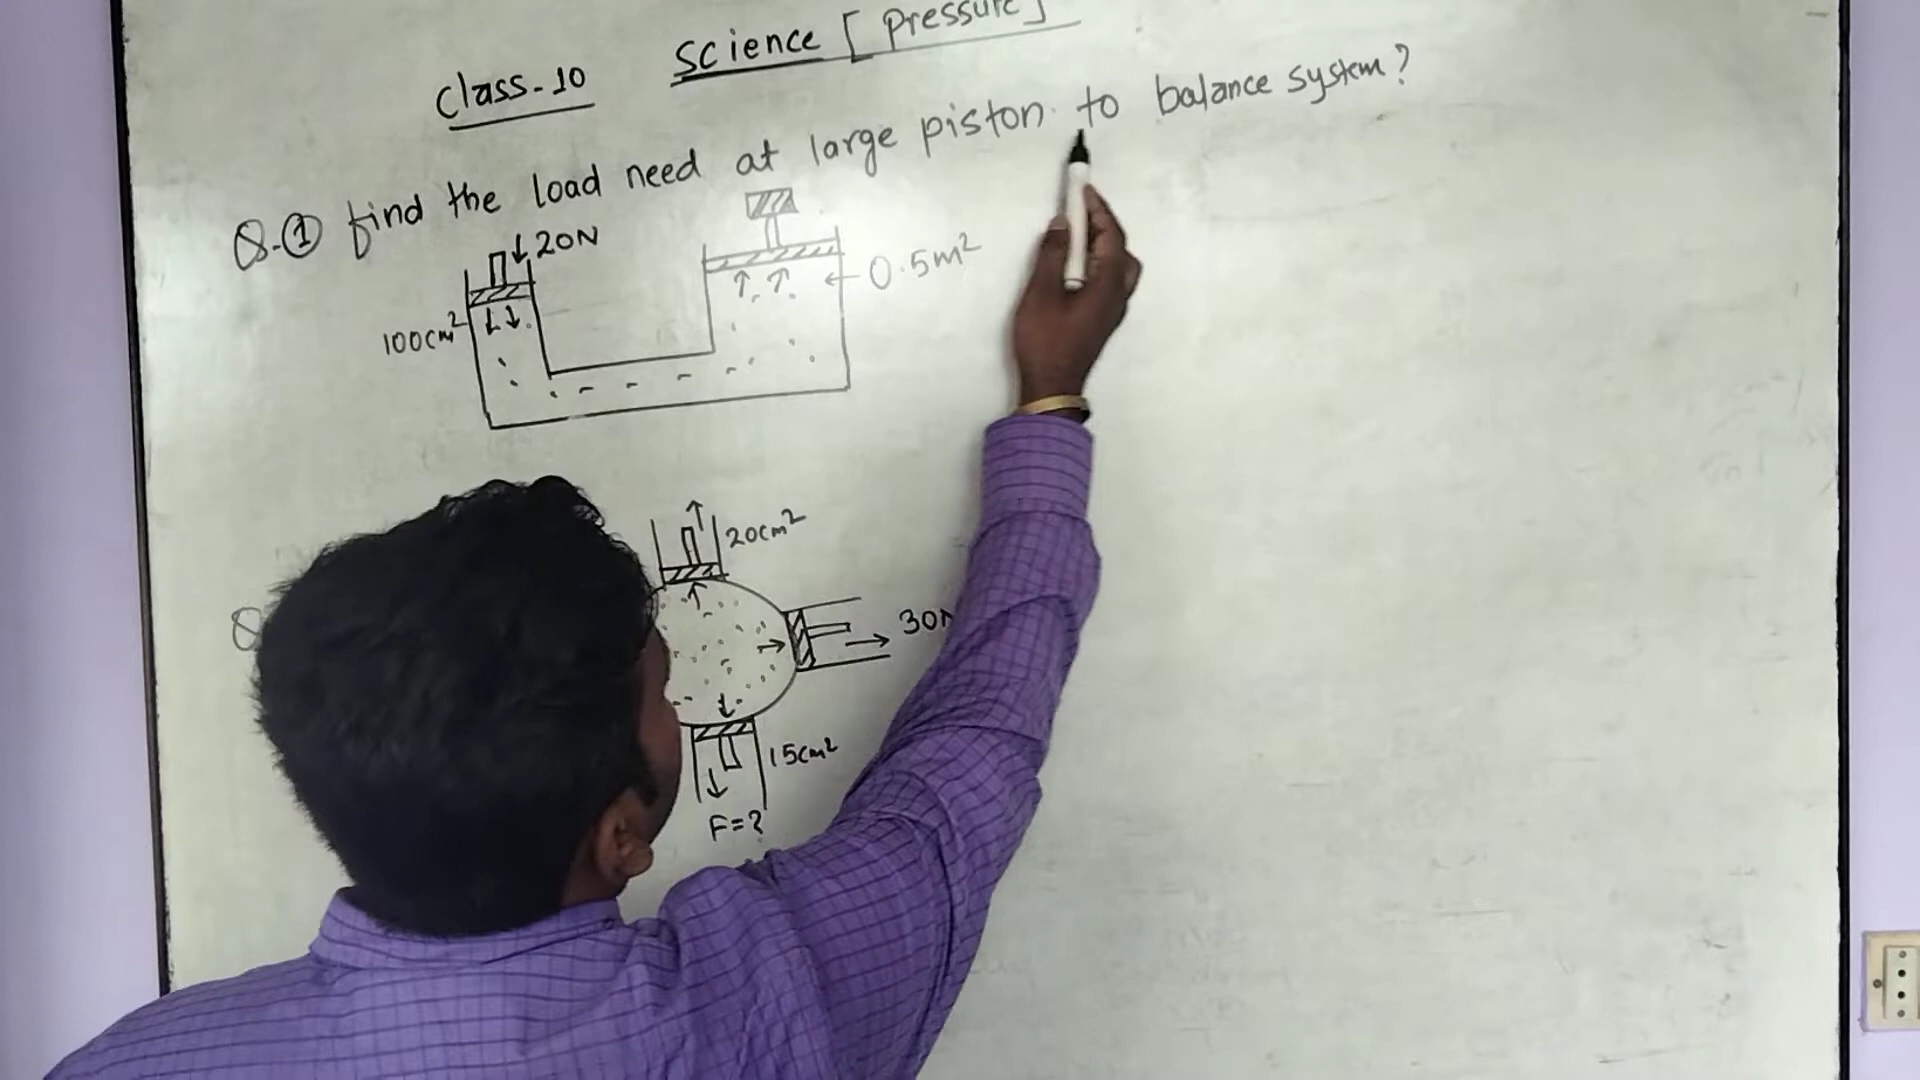 Class-10 Science [Pressure]
Q.① find the load need at large piston to balance system?
20N
0.5m²
100cm²
20cm²
30N
15cm²
F=?